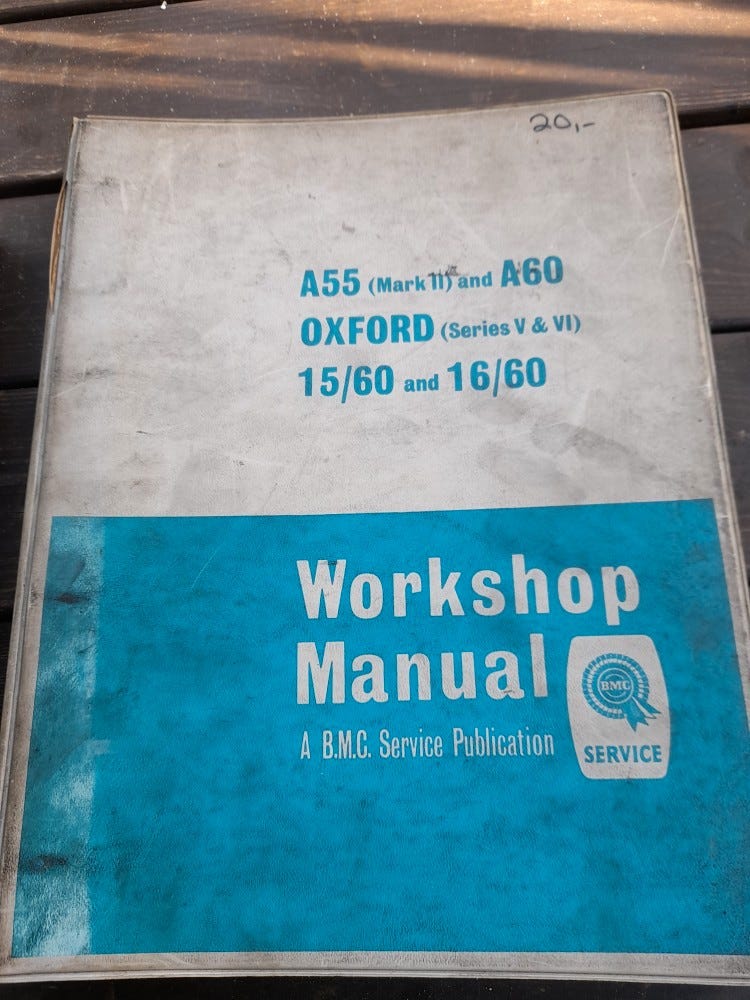 20,-
A55 (Mark II) and A60
OXFORD (Series V & VI)
15/60 and 16/60
Workshop
Manual
A B.M.C. Service Publication
BMC
SERVICE